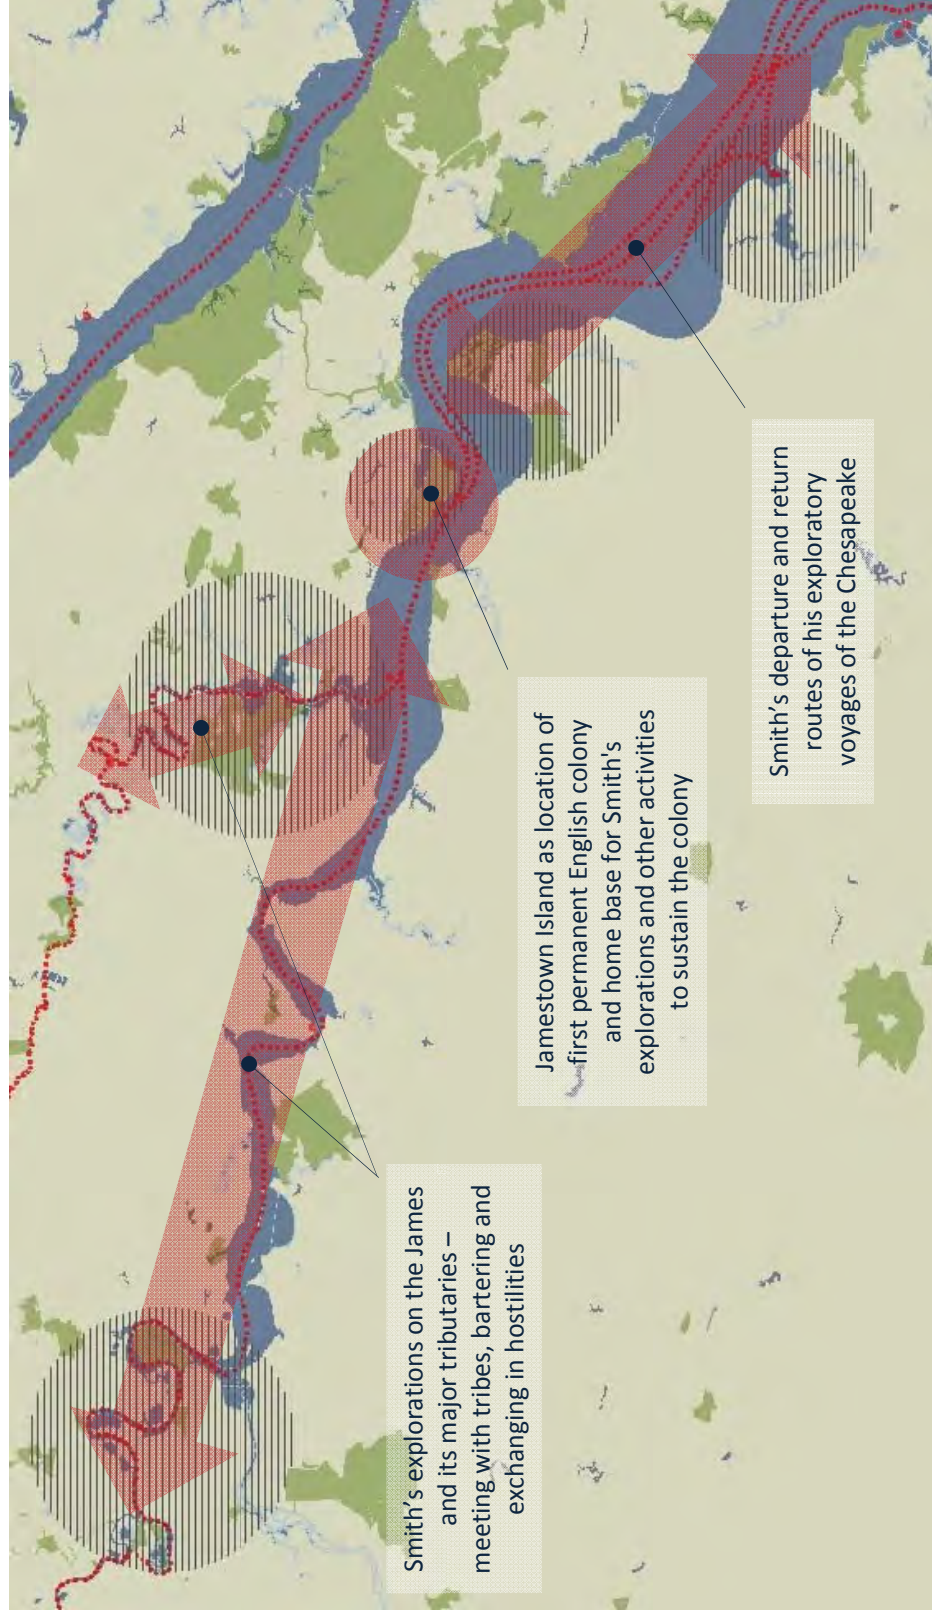 Smith’s explorations on the James
and its major tributaries –
meeting with tribes, bartering and
exchanging in hostilities
Jamestown Island as location of
first permanent English colony
and home base for Smith's
explorations and other activities
to sustain the colony
Smith’s departure and return
routes of his exploratory
voyages of the Chesapeake